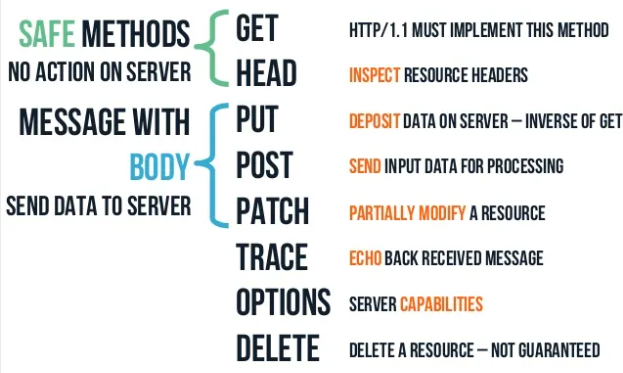 SAFE METHODS
NO ACTION ON SERVER
MESSAGE WITH
BODY
SEND DATA TO SERVER
GET HTTP/1.1 MUST IMPLEMENT THIS METHOD
HEAD INSPECT RESOURCE HEADERS
PUT DEPOSIT DATA ON SERVER – INVERSE OF GET
POST SEND INPUT DATA FOR PROCESSING
PATCH PARTIALLY MODIFY A RESOURCE
TRACE ECHO BACK RECEIVED MESSAGE
OPTIONS SERVER CAPABILITIES
DELETE DELETE A RESOURCE – NOT GUARANTEED